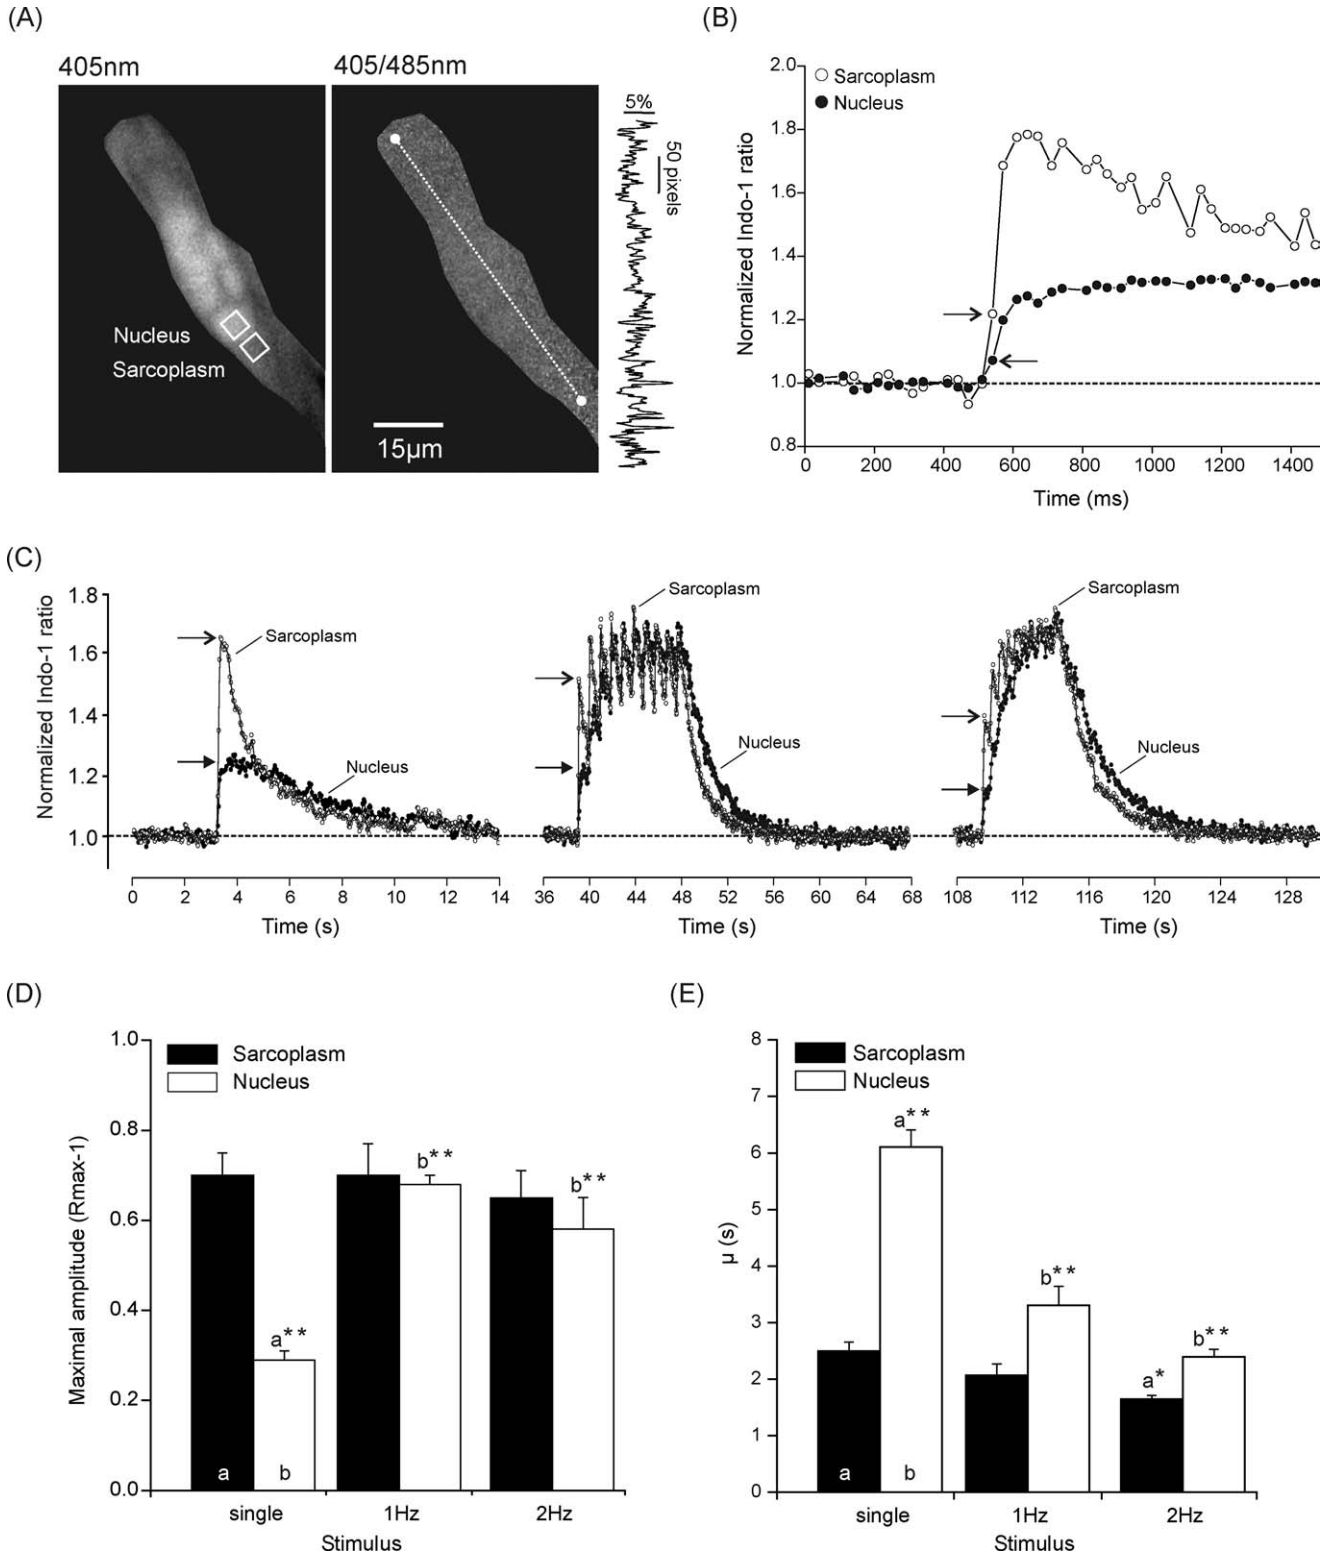 (A)
405nm
405/485nm
5%
50 pixels
Nucleus
Sarcoplasm
15µm
(B)
Normalized Indo-1 ratio
2.0
1.8
1.6
1.4
1.2
1.0
0.8
Sarcoplasm
Nucleus
0 200 400 600 800 1000 1200 1400
Time (ms)
(C)
Normalized Indo-1 ratio
1.8
1.6
1.4
1.2
1.0
Sarcoplasm
Nucleus
0 2 4 6 8 10 12 14
Time (s)
Sarcoplasm
Nucleus
36 40 44 48 52 56 60 64 68
Time (s)
Sarcoplasm
Nucleus
108 112 116 120 124 128
Time (s)
(D)
Maximal amplitude (Rmax-1)
1.0
0.8
0.6
0.4
0.2
0.0
Sarcoplasm
Nucleus
a**
b**
b**
a b
single 1Hz 2Hz
Stimulus
(E)
µ (s)
8
7
6
5
4
3
2
1
0
Sarcoplasm
Nucleus
a**
b**
a*
b**
a b
single 1Hz 2Hz
Stimulus